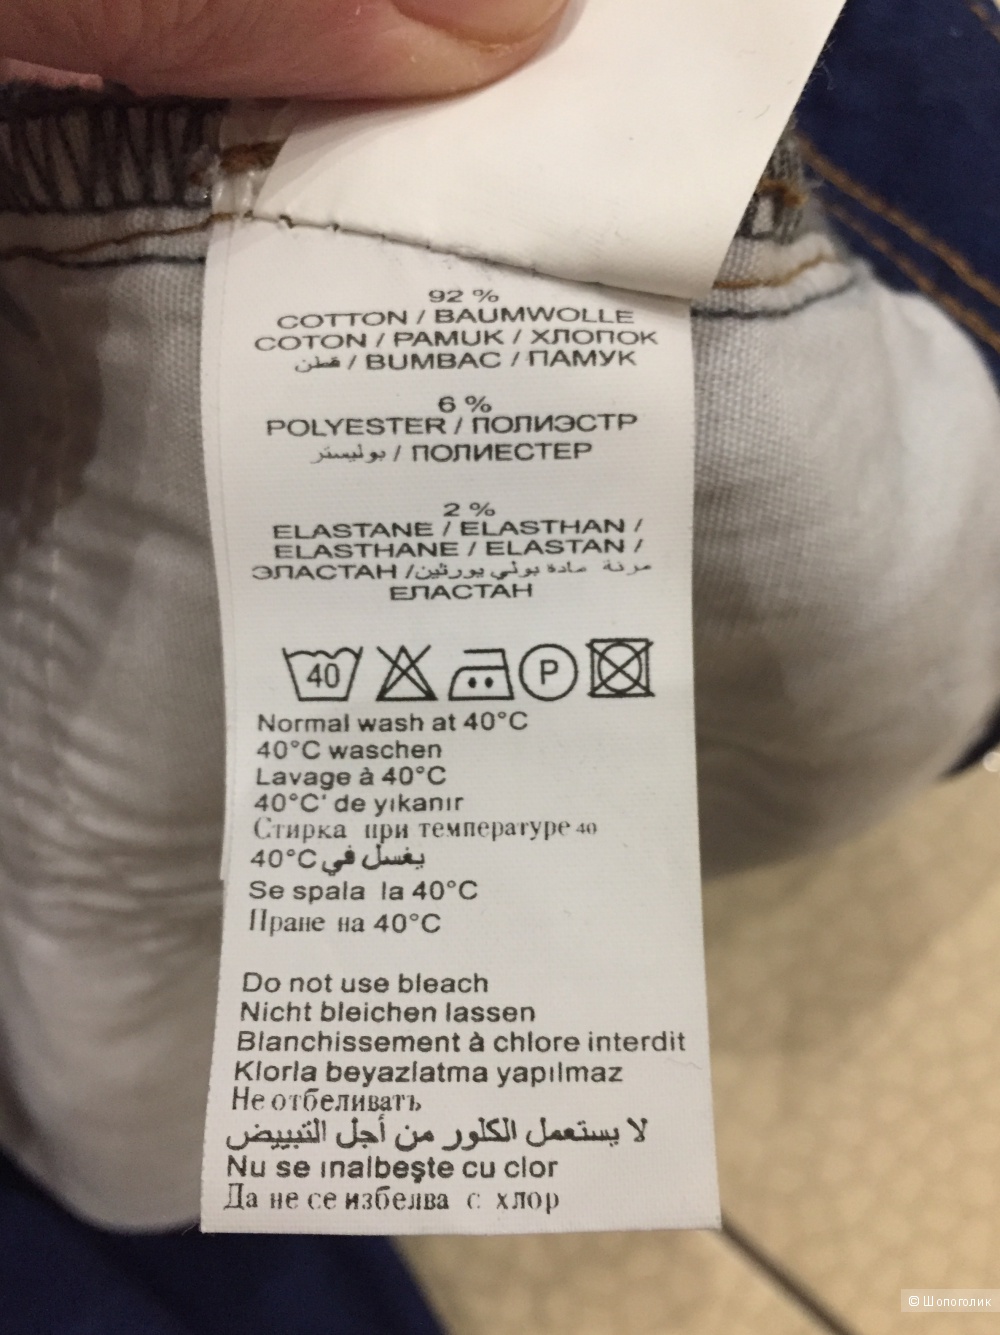 92 %
COTTON / BAUMWOLLE
COTON / PAMUK / ХЛОПОК
قطن / BUMBAC / ПАМУК
6 %
POLYESTER / ПОЛИЭСТР
بوليستر / ПОЛИЕСТЕР
2 %
ELASTANE / ELASTHAN /
ELASTHANE / ELASTAN /
ЭЛАСТАН / مرنة مادة بولي يورثين
ЕЛАСТАН
40 P
Normal wash at 40°C
40°C waschen
Lavage à 40°C
40°C' de yıkanır
Стирка при температуре 40
40°C يغسل في
Se spala la 40°C
Пране на 40°C
Do not use bleach
Nicht bleichen lassen
Blanchissement à chlore interdit
Klorla beyazlatma yapılmaz
Не отбеливать
لا يستعمل الكلور من أجل التبييض
Nu se ınalbeşte cu clor
Да не се избелва с хлор
© Шопоголик